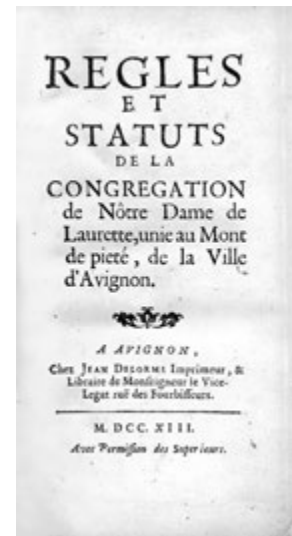 REGLES
ET
STATUTS
DE LA
CONGREGATION
de Nôtre Dame de
Laurette, unie au Mont
de pieté, de la Ville
d'Avignon.
A AVIGNON,
Chez JEAN DELORME Imprimeur, &
Libraire de Monseigneur le Vice-
Legat ruë des Fourbisseurs.
M. DCC. XIII.
Avec Permission des Superieurs.